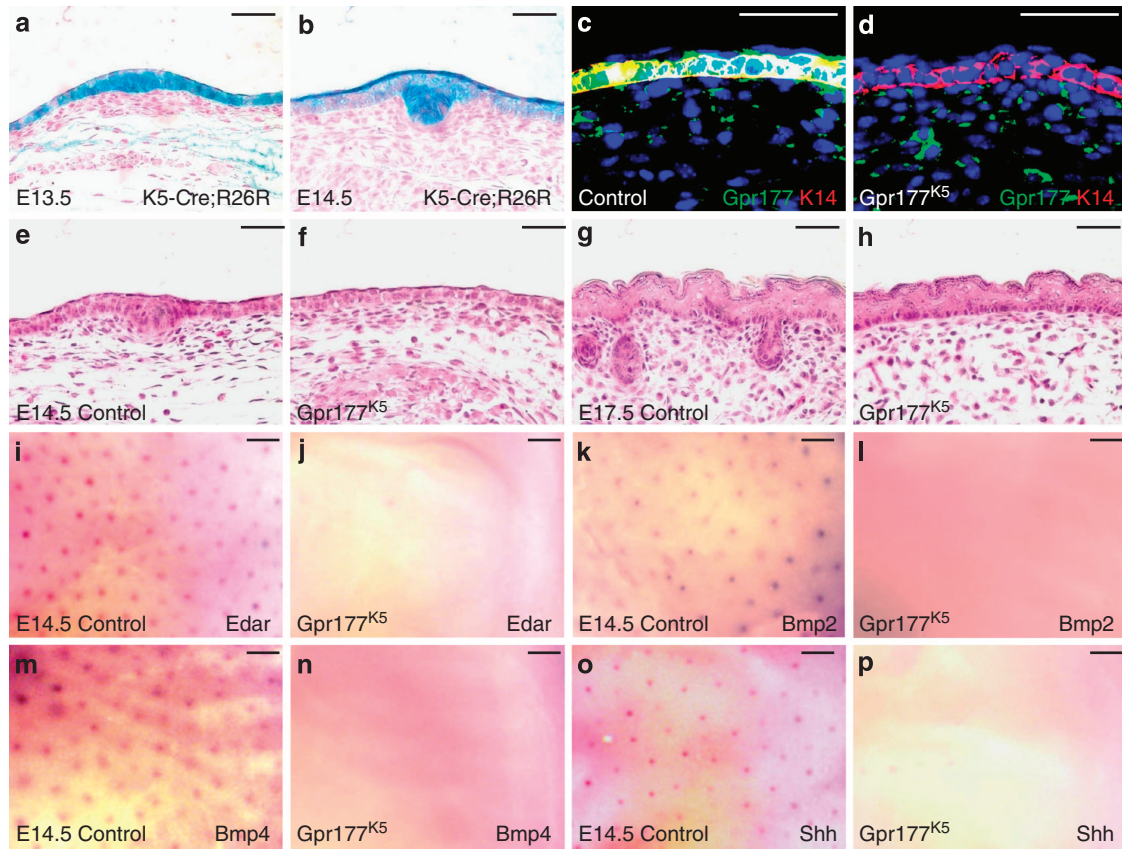 a
E13.5 K5-Cre;R26R
b
E14.5 K5-Cre;R26R
c
Control Gpr177 K14
d
Gpr177K5 Gpr177 K14
e
E14.5 Control
f
Gpr177K5
g
E17.5 Control
h
Gpr177K5
i
E14.5 Control Edar
j
Gpr177K5 Edar
k
E14.5 Control Bmp2
l
Gpr177K5 Bmp2
m
E14.5 Control Bmp4
n
Gpr177K5 Bmp4
o
E14.5 Control Shh
p
Gpr177K5 Shh